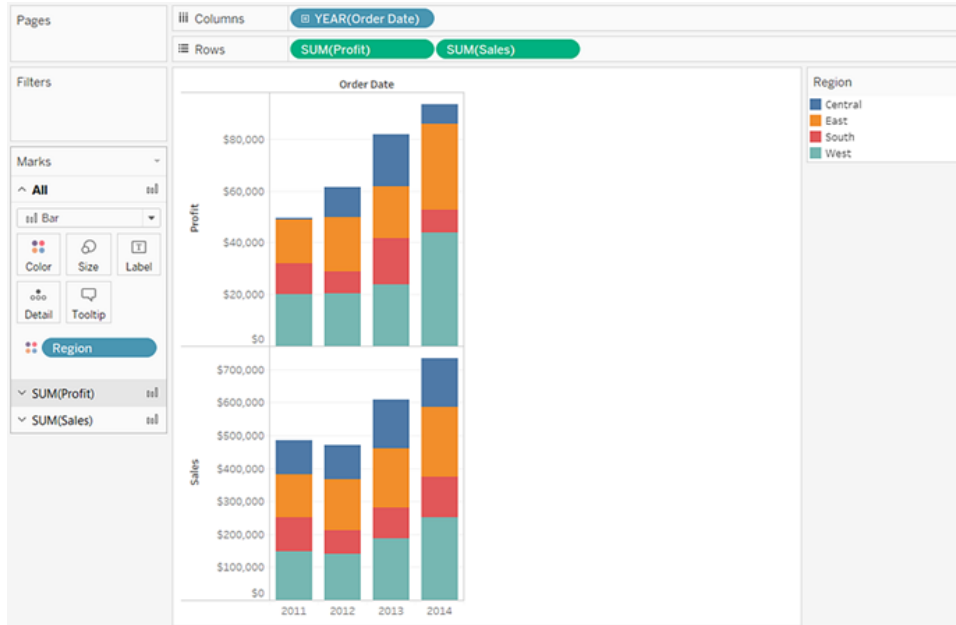 Pages
Columns
YEAR(Order Date)
Rows
SUM(Profit)
SUM(Sales)
Filters
Marks
All
Bar
Color
Size
T
Label
Detail
Tooltip
Region
SUM(Profit)
SUM(Sales)
Order Date
Profit
$80,000
$60,000
$40,000
$20,000
$0
Sales
$700,000
$600,000
$500,000
$400,000
$300,000
$200,000
$100,000
$0
2011 2012 2013 2014
Region
Central
East
South
West